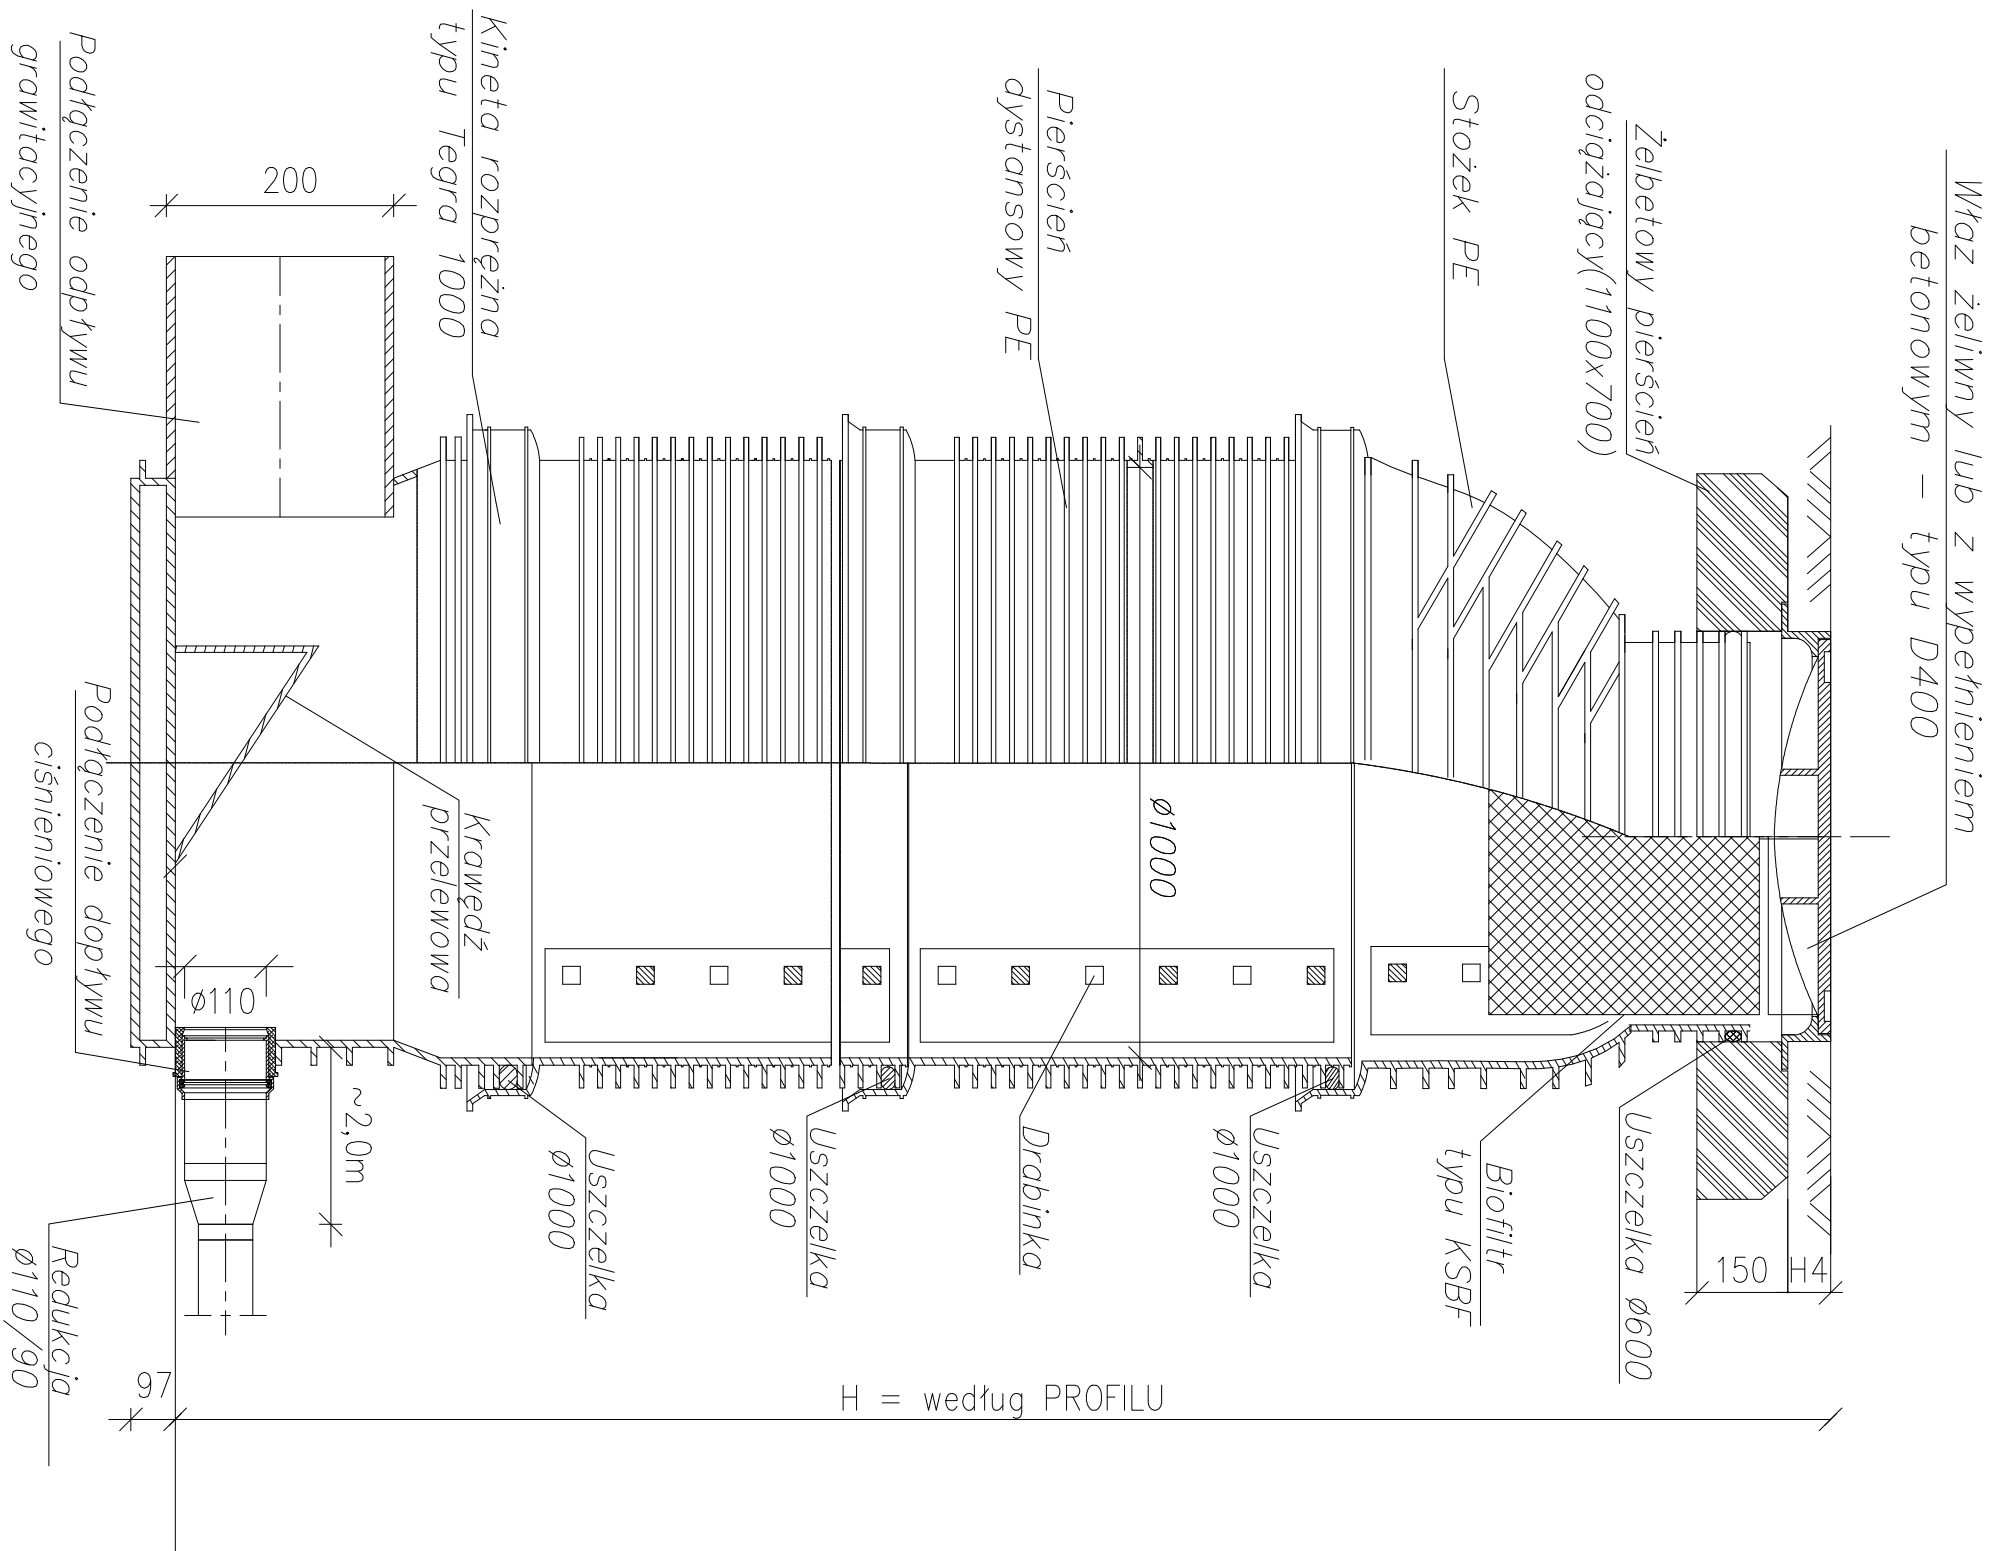 Właz żeliwny lub z wypełnieniem
betonowym - typu D400
Żelbetowy pierścień
odciążający(1100x700)
Stożek PE
Pierścień
dystansowy PE
Kineta rozprężna
typu Tegra 1000
Podłączenie odpływu
grawitacyjnego
200
ø1000
Krawędź
przelewowa
Podłączenie dopływu
ciśnieniowego
ø110
~2,0m
150
H4
Uszczelka ø600
Biofiltr
typu KSBF
Uszczelka
ø1000
Drabinka
Uszczelka
ø1000
Uszczelka
ø1000
Redukcja
ø110/90
H = według PROFILU
97